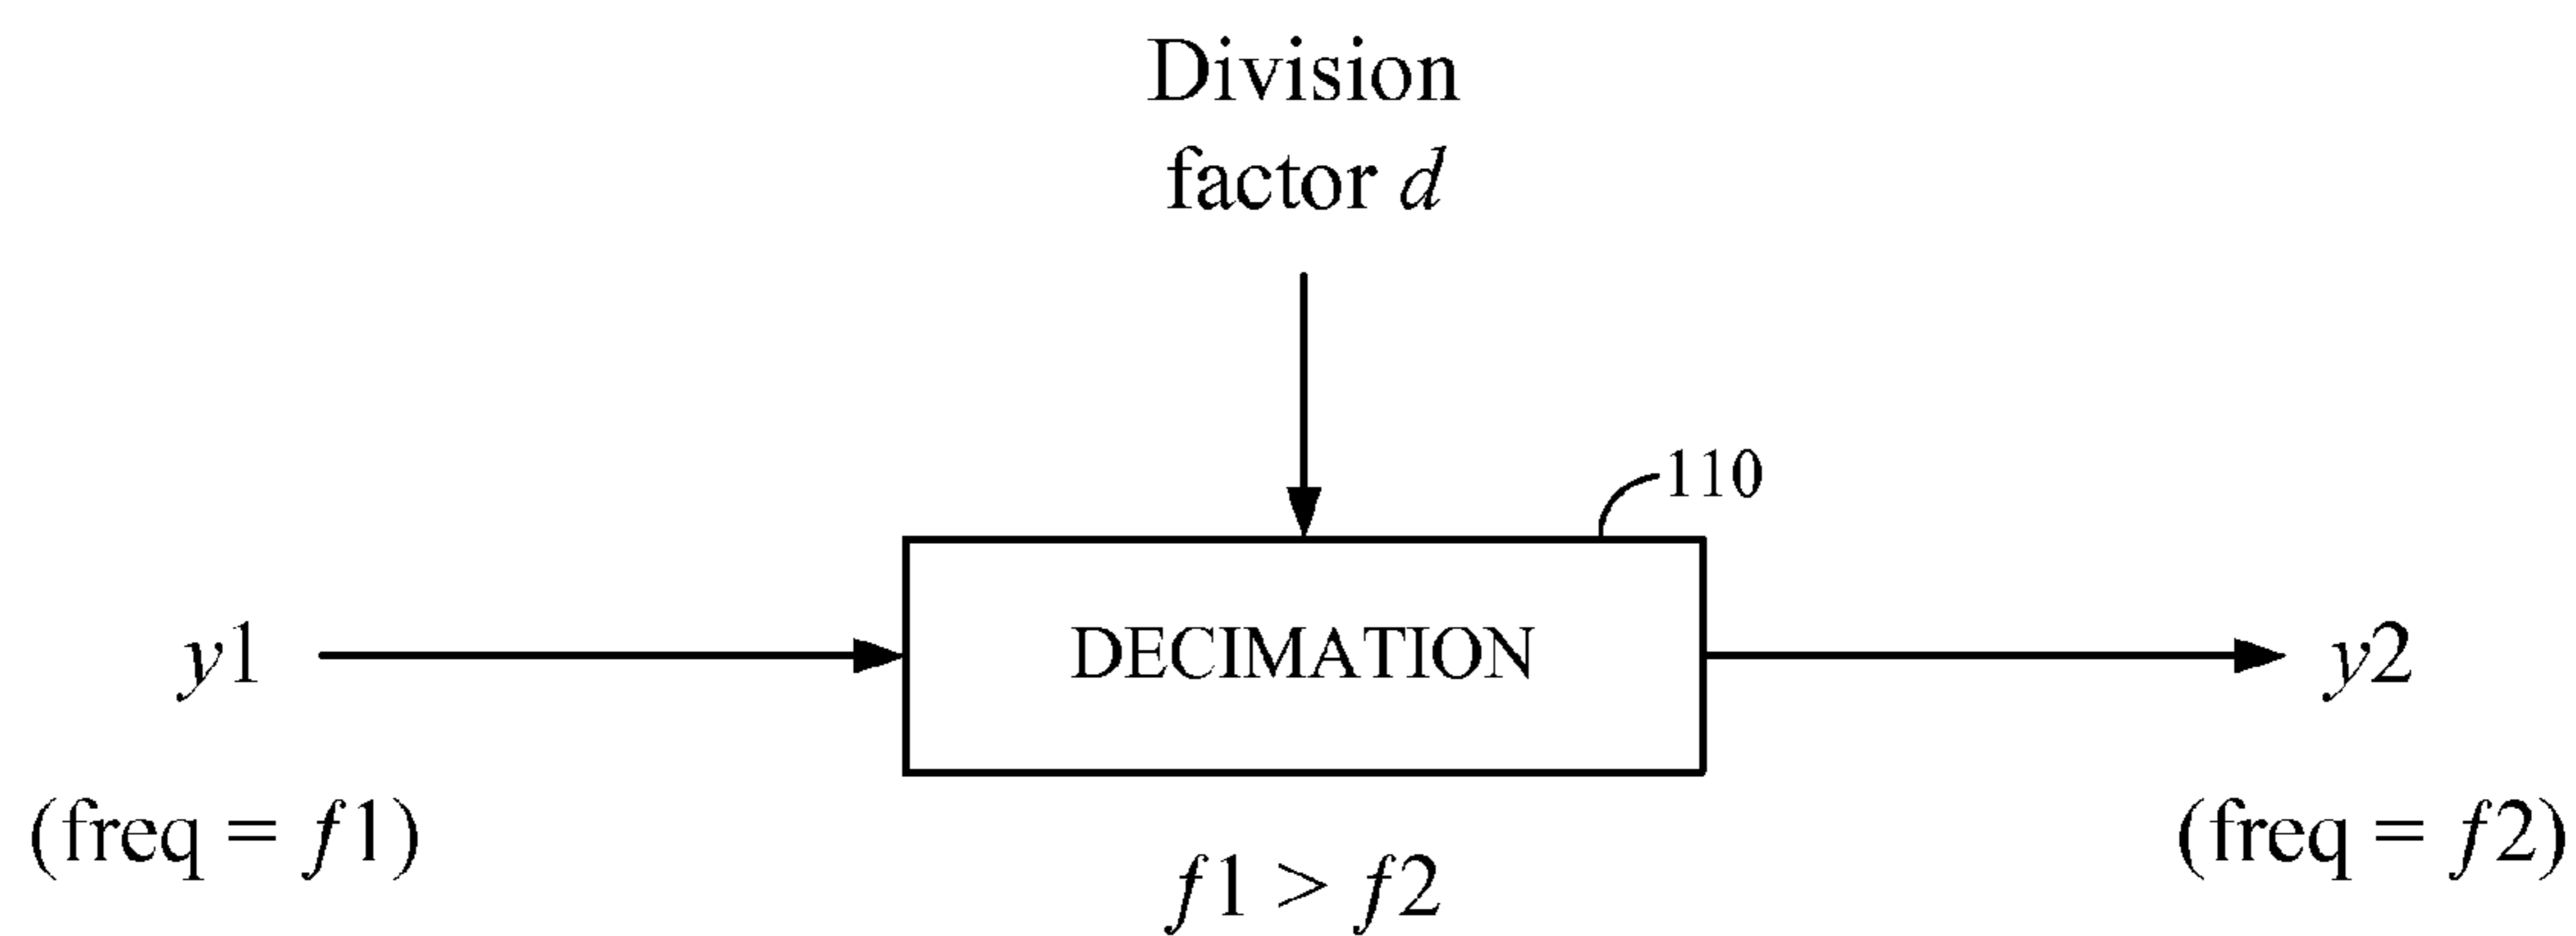 Division
factor d
110
y1
DECIMATION
y2
(freq = f1)
f1 > f2
(freq = f2)